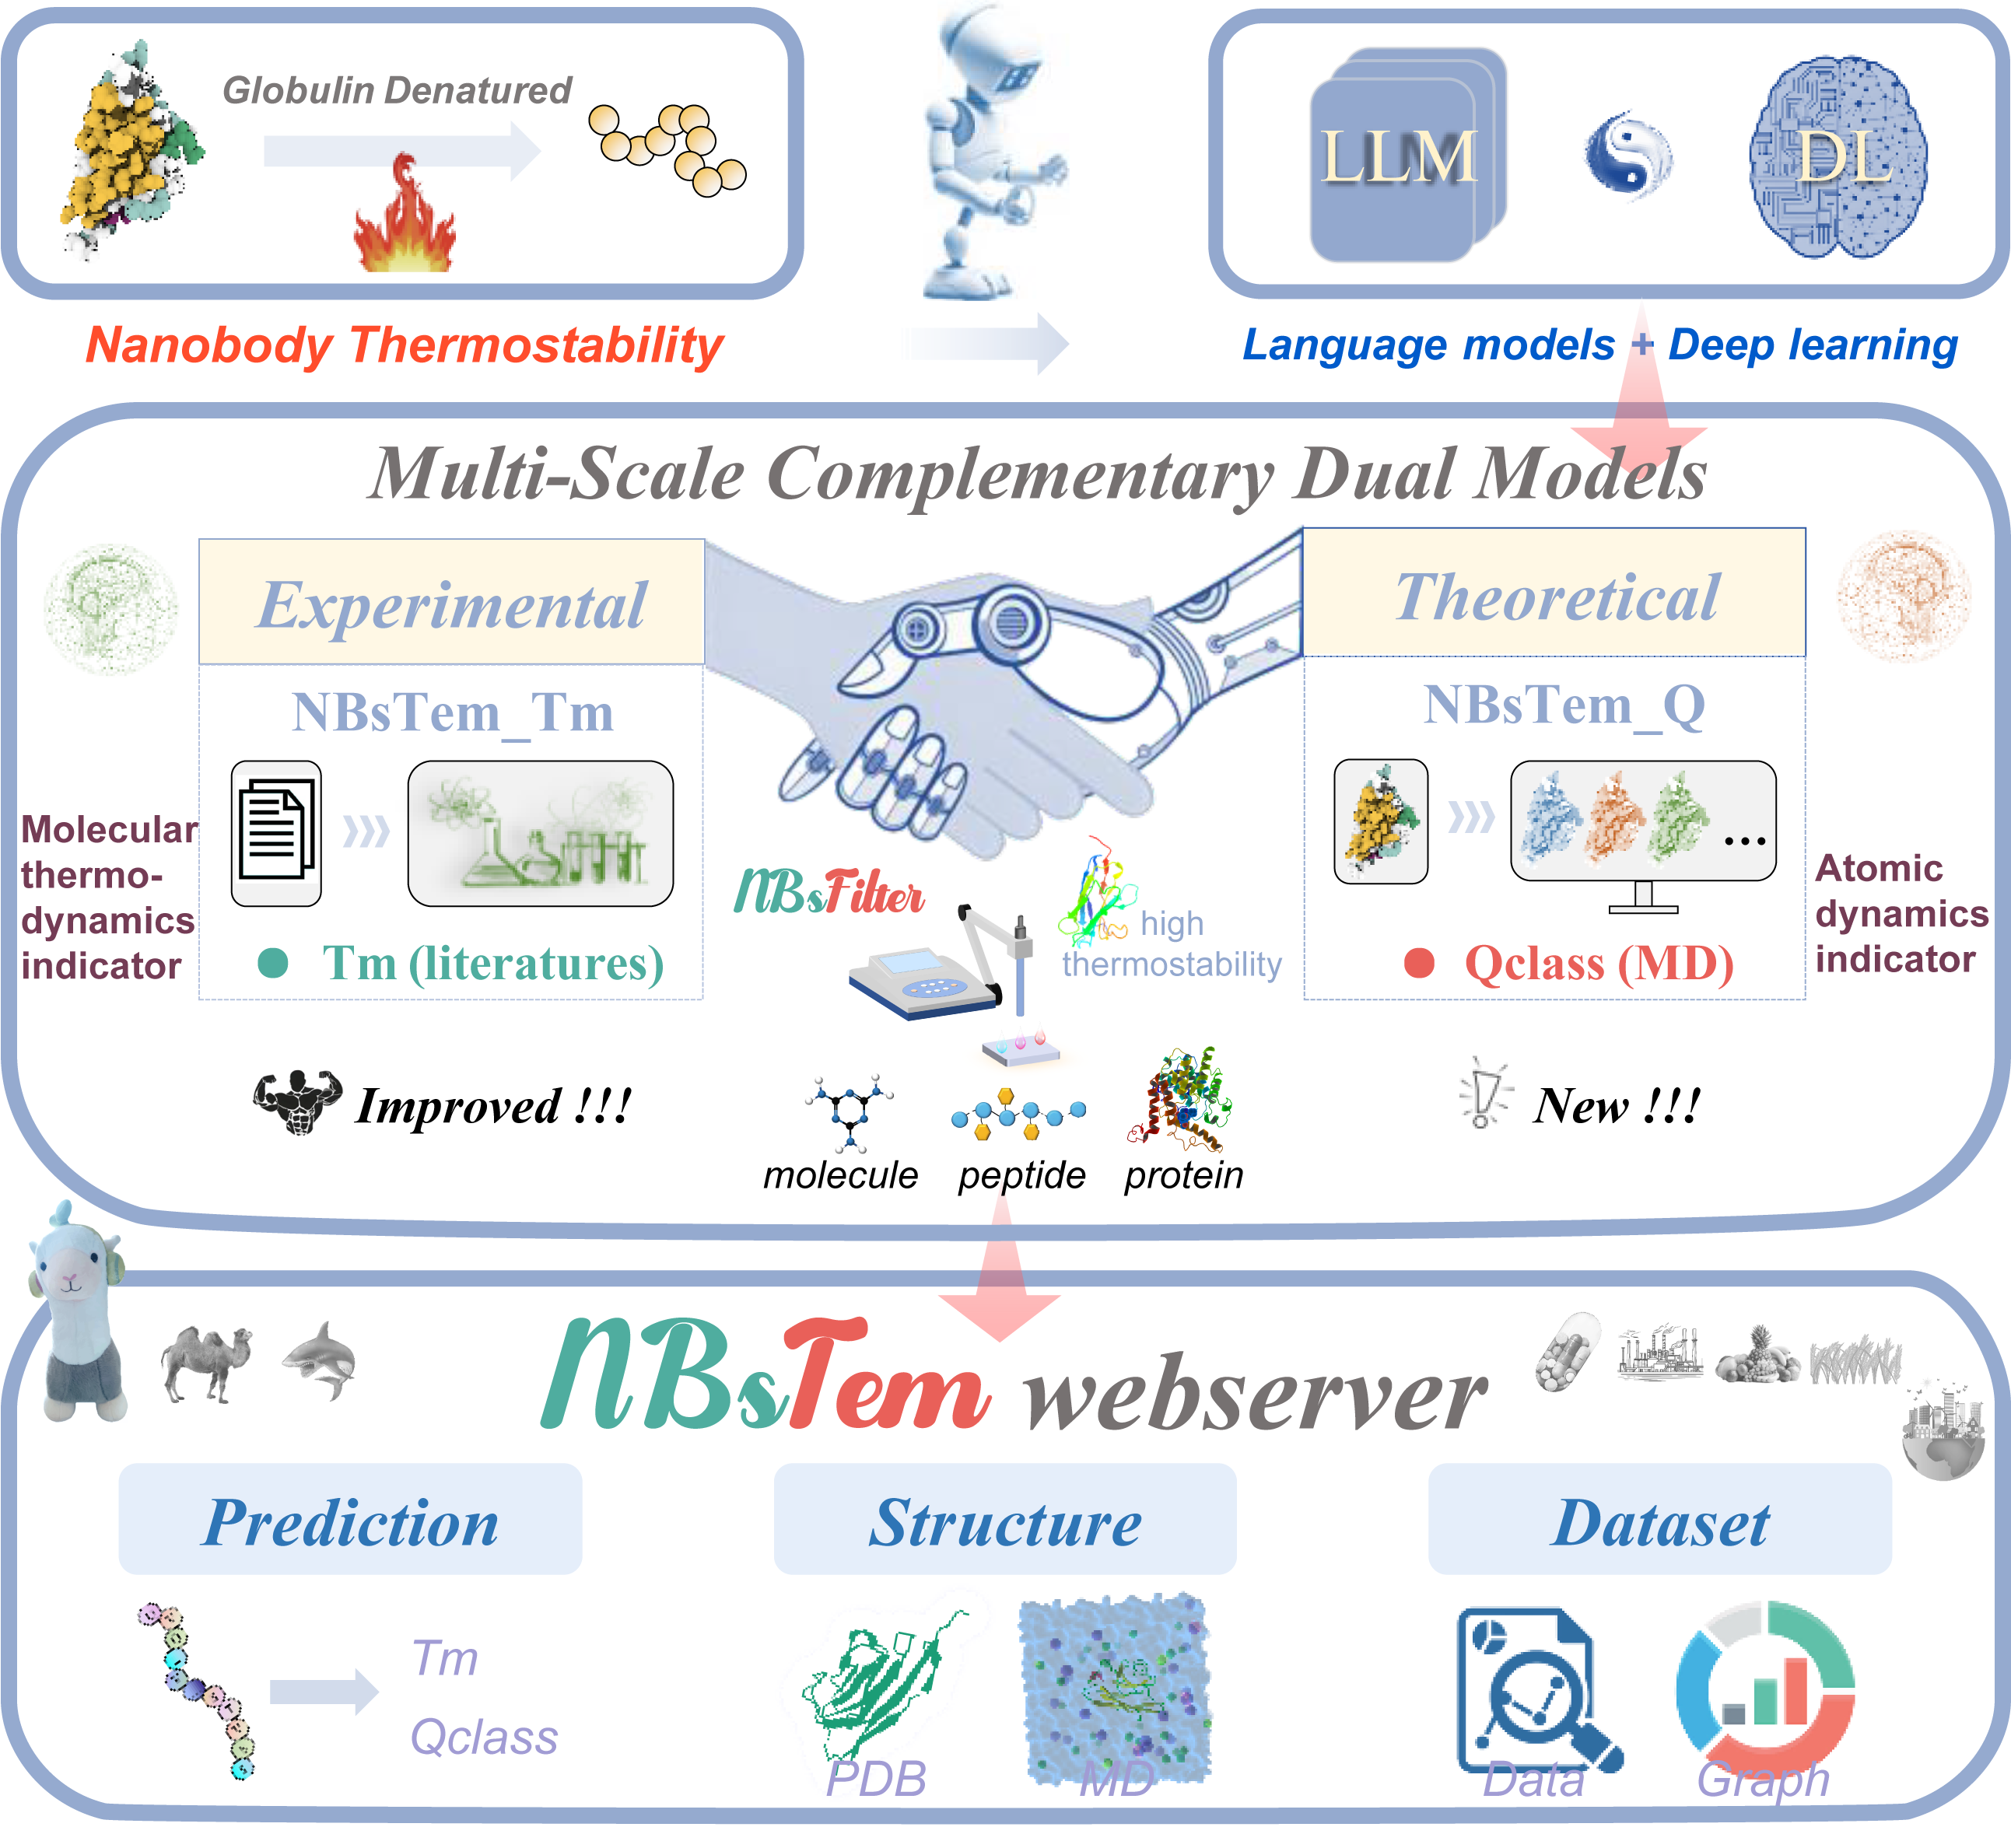 Globulin Denatured
LLM
DL
Nanobody Thermostability
Language models + Deep learning
Multi-Scale Complementary Dual Models
Experimental
Theoretical
NBsTem_Tm
NBsTem_Q
Molecular
thermo-
dynamics
indicator
Tm (literatures)
NBsFilter
high
thermostability
Qclass (MD)
Atomic
dynamics
indicator
Improved !!!
New !!!
molecule
peptide
protein
NBsTem webserver
Prediction
Structure
Dataset
Tm
Qclass
PDB
MD
Data
Graph